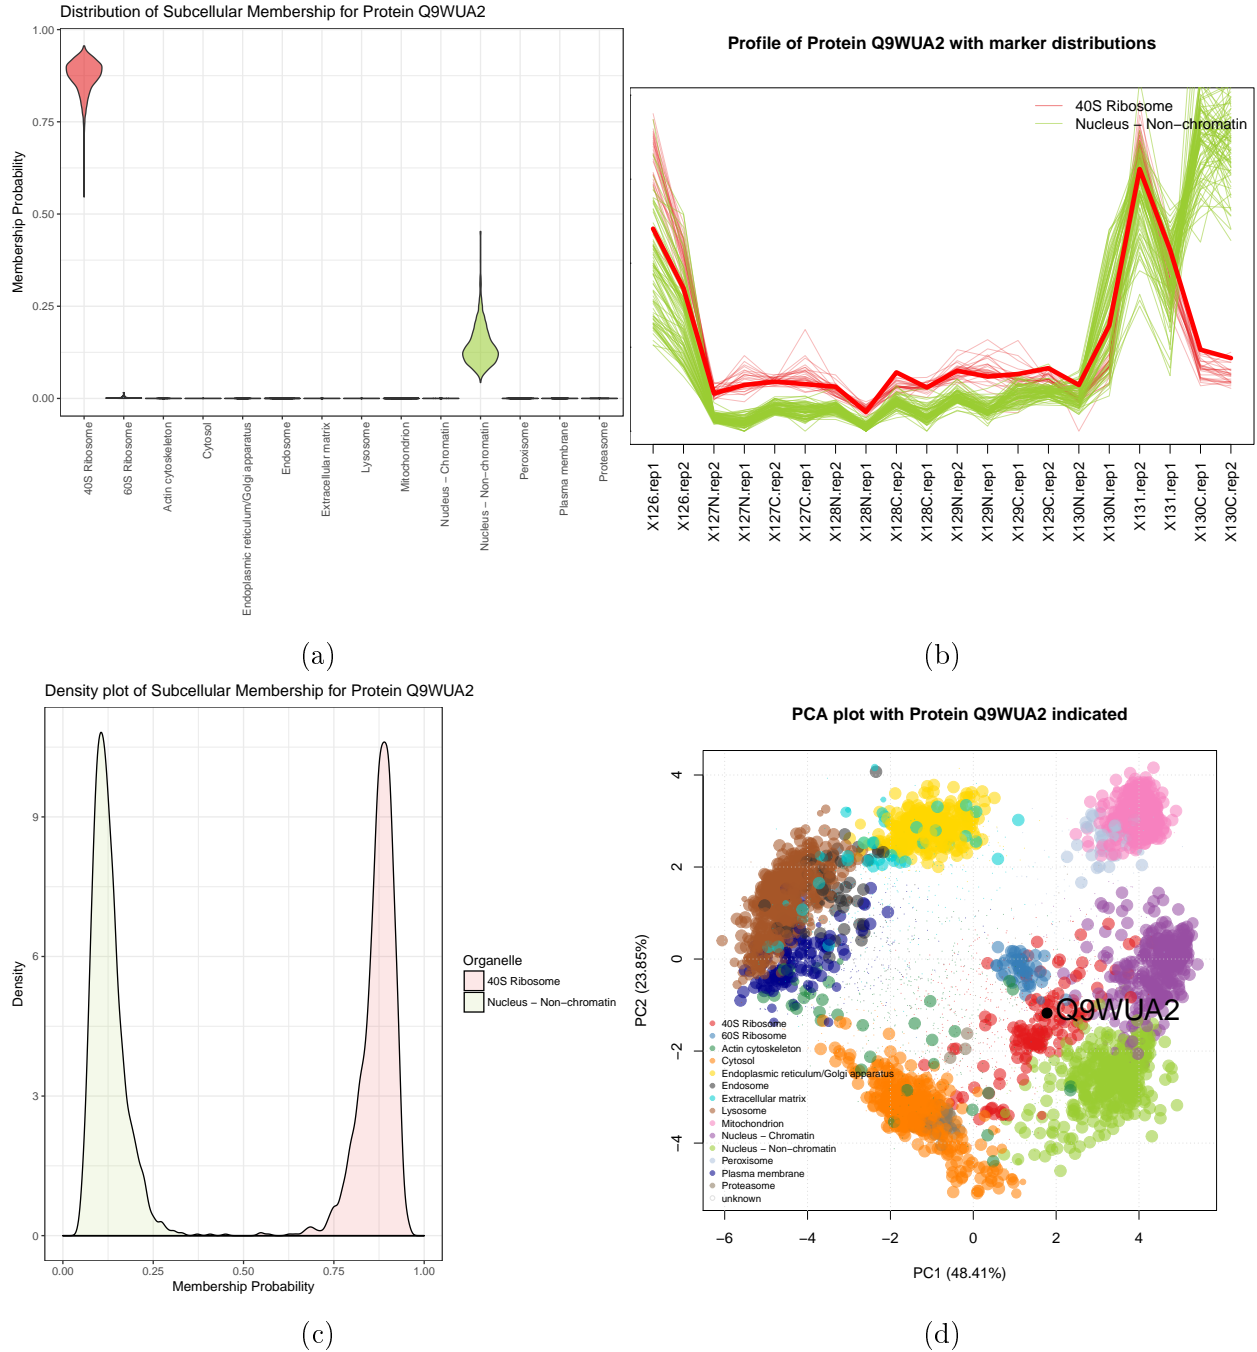 Distribution of Subcellular Membership for Protein Q9WUA2
Membership Probability
1.00
0.75
0.50
0.25
0.00
40S Ribosome
60S Ribosome
Actin cytoskeleton
Cytosol
Endoplasmic reticulum/Golgi apparatus
Endosome
Extracellular matrix
Lysosome
Mitochondrion
Nucleus − Chromatin
Nucleus − Non−chromatin
Peroxisome
Plasma membrane
Proteasome
(a)
Profile of Protein Q9WUA2 with marker distributions
40S Ribosome
Nucleus − Non−chromatin
X126.rep1
X126.rep2
X127N.rep2
X127N.rep1
X127C.rep2
X127C.rep1
X128N.rep2
X128N.rep1
X128C.rep2
X128C.rep1
X129N.rep2
X129N.rep1
X129C.rep1
X129C.rep2
X130N.rep2
X130N.rep1
X131.rep2
X131.rep1
X130C.rep1
X130C.rep2
(b)
Density plot of Subcellular Membership for Protein Q9WUA2
Density
9
6
3
0
0.00 0.25 0.50 0.75 1.00
Membership Probability
Organelle
40S Ribosome
Nucleus − Non−chromatin
(c)
PCA plot with Protein Q9WUA2 indicated
PC2 (23.85%)
4
2
0
−2
−4
Q9WUA2
40S Ribosome
60S Ribosome
Actin cytoskeleton
Cytosol
Endoplasmic reticulum/Golgi apparatus
Endosome
Extracellular matrix
Lysosome
Mitochondrion
Nucleus − Chromatin
Nucleus − Non−chromatin
Peroxisome
Plasma membrane
Proteasome
unknown
−6 −4 −2 0 2 4
PC1 (48.41%)
(d)